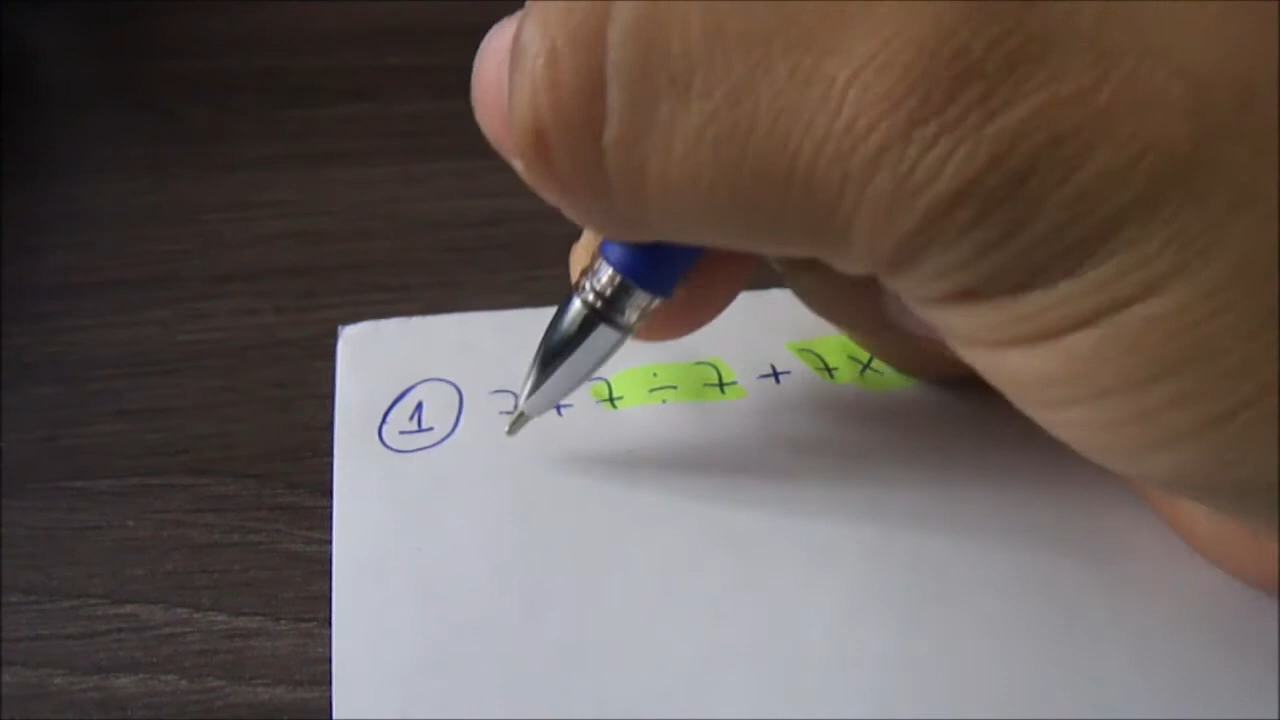 ① 7 + 7 ÷ 7 + 7 x